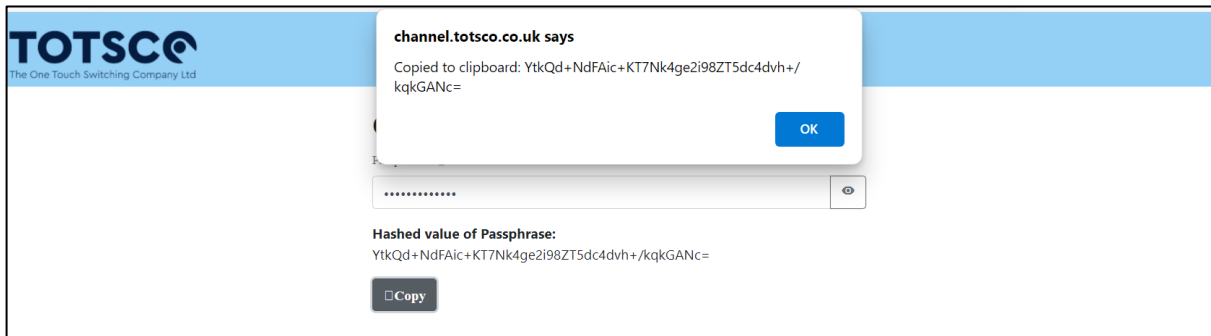 TOTSCO
The One Touch Switching Company Ltd
channel.totsco.co.uk says
Copied to clipboard: YtkQd+NdFAic+KT7Nk4ge2i98ZT5dc4dvh+/
kqkGANc=
OK
•••••••••••••
Hashed value of Passphrase:
YtkQd+NdFAic+KT7Nk4ge2i98ZT5dc4dvh+/kqkGANc=
Copy